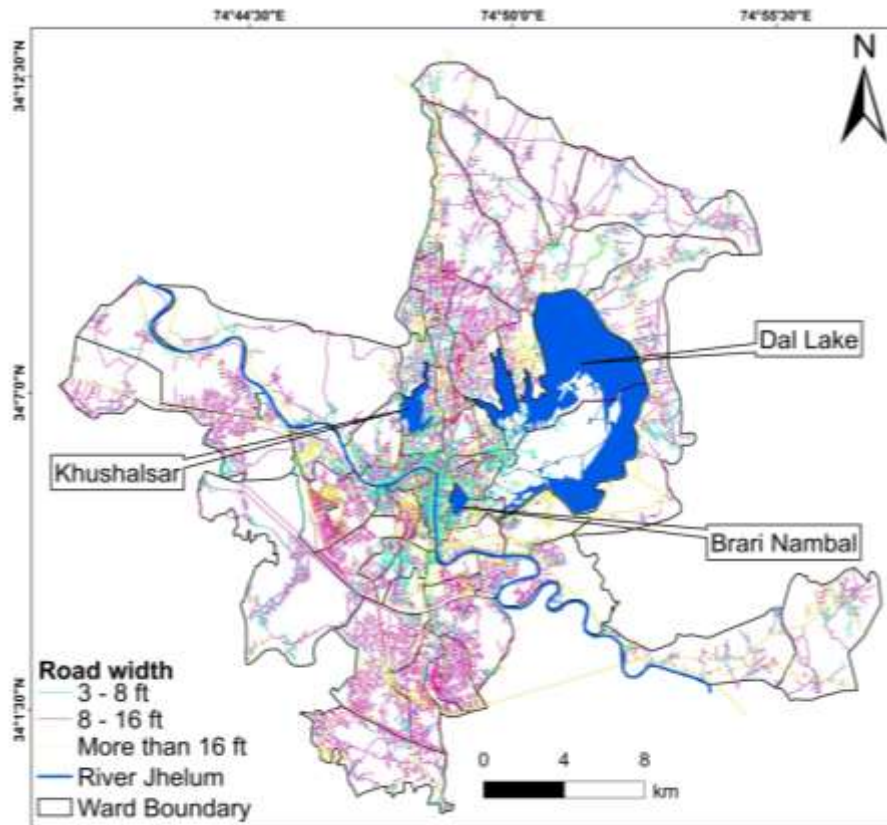 74°44'30"E 74°50'0"E 74°55'30"E
34°12'30"N
N
Dal Lake
34°7'0"N
Khushalsar
Brari Nambal
34°1'30"N
Road width
3 - 8 ft
8 - 16 ft
More than 16 ft
River Jhelum
Ward Boundary
0 4 8
km